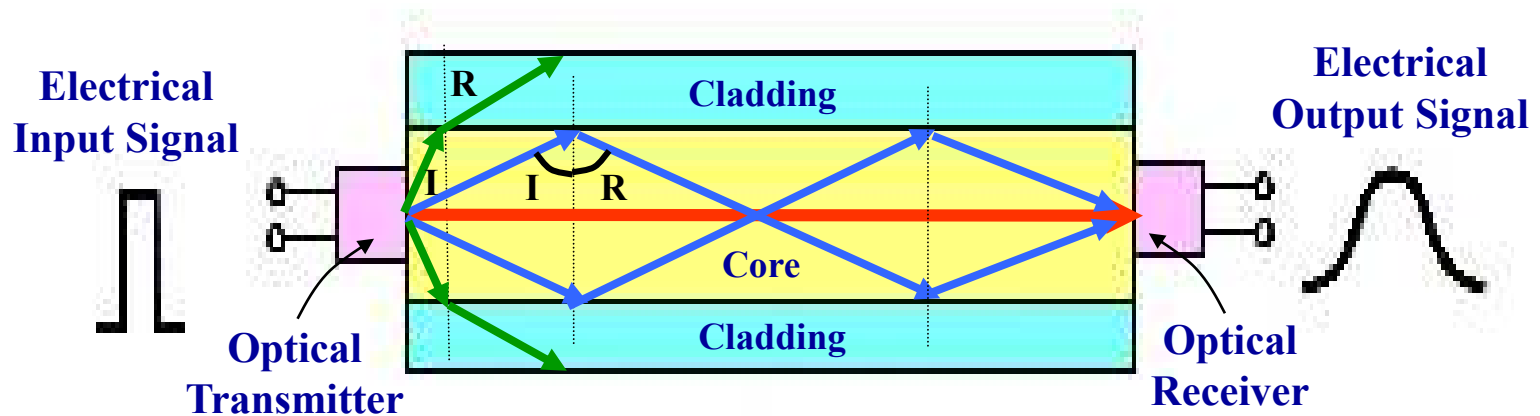 Electrical
Input Signal
R
Cladding
Electrical
Output Signal
I
I
R
Core
Cladding
Optical
Transmitter
Optical
Receiver